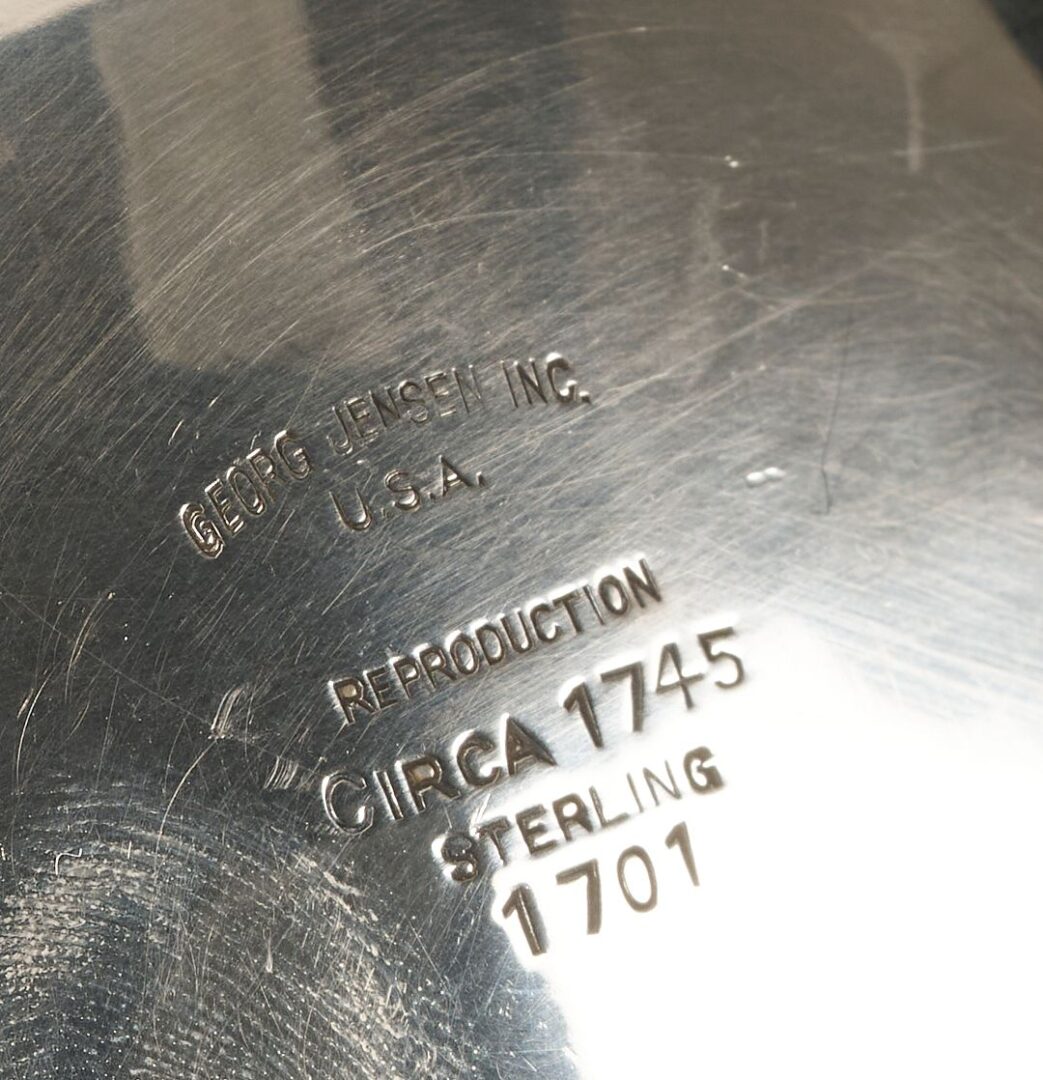 GEORG JENSEN INC.
U.S.A.
REPRODUCTION
CIRCA 1745
STERLING
1701